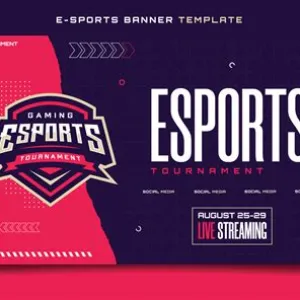 E-SPORTS BANNER TEMPLATE
GAMING
ESPORTS
TOURNAMENT
ESPORTS
TOURNAMENT
SOCIAL MEDIA SOCIAL MEDIA SOCIAL MEDIA
AUGUST 25-29
LIVE STREAMING